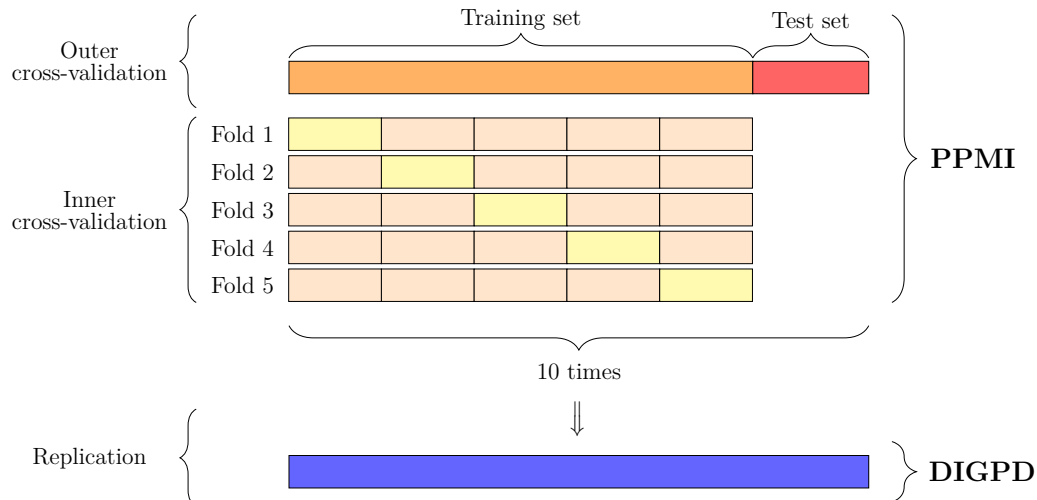 Training set
Test set
Outer
cross-validation
Fold 1
Fold 2
Fold 3
Fold 4
Fold 5
Inner
cross-validation
PPMI
10 times
⇓
Replication
DIGPD